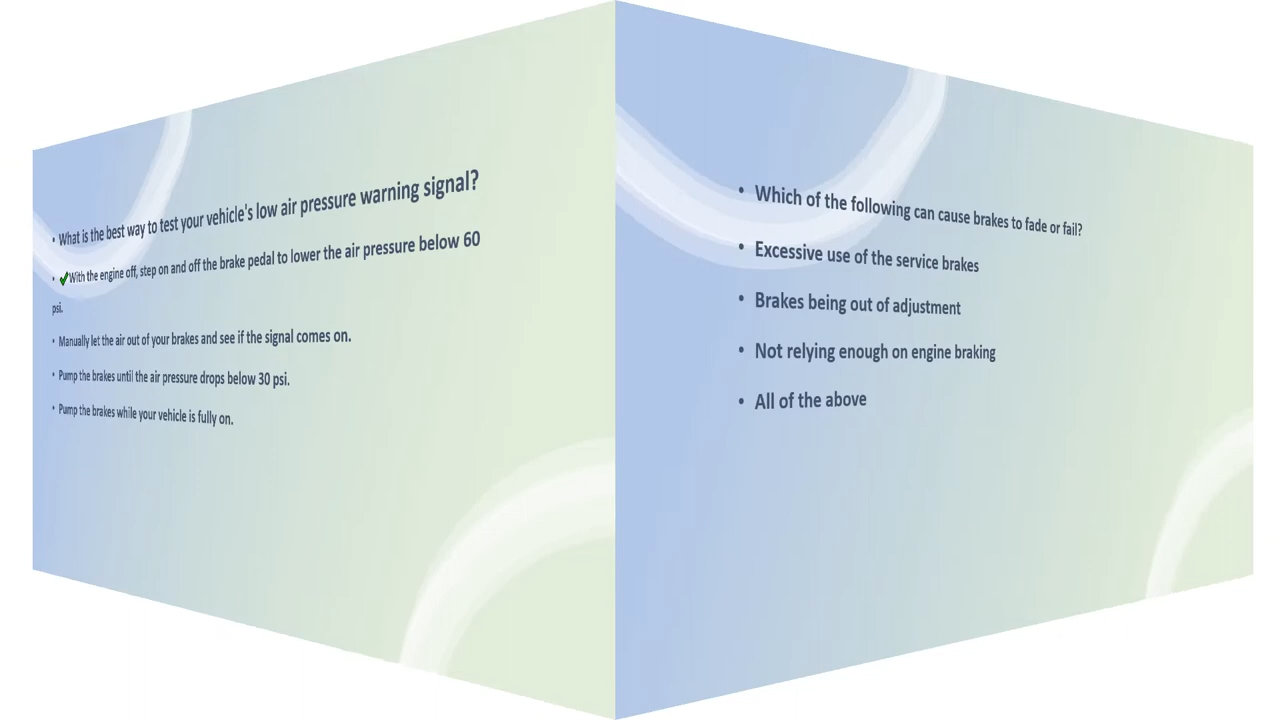 • What is the best way to test your vehicle's low air pressure warning signal?
• ✔With the engine off, step on and off the brake pedal to lower the air pressure below 60
psi.
• Manually let the air out of your brakes and see if the signal comes on.
• Pump the brakes until the air pressure drops below 30 psi.
• Pump the brakes while your vehicle is fully on.
• Which of the following can cause brakes to fade or fail?
• Excessive use of the service brakes
• Brakes being out of adjustment
• Not relying enough on engine braking
• All of the above